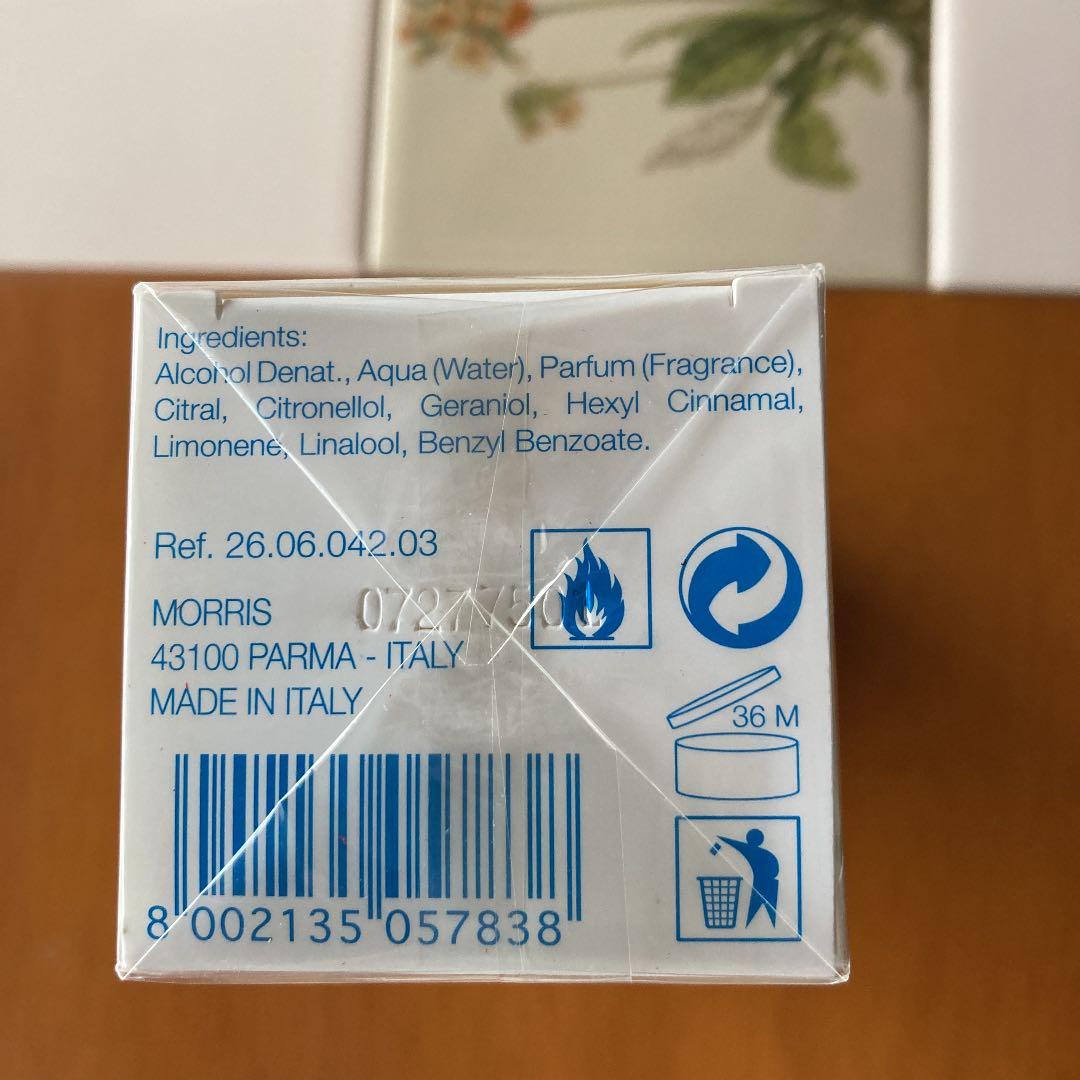 Ingredients:
Alcohol Denat., Aqua (Water), Parfum (Fragrance),
Citral, Citronellol, Geraniol, Hexyl Cinnamal,
Limonene, Linalool, Benzyl Benzoate.
Ref. 26.06.042.03
MORRIS
43100 PARMA - ITALY
MADE IN ITALY
36 M
8 002135 057838